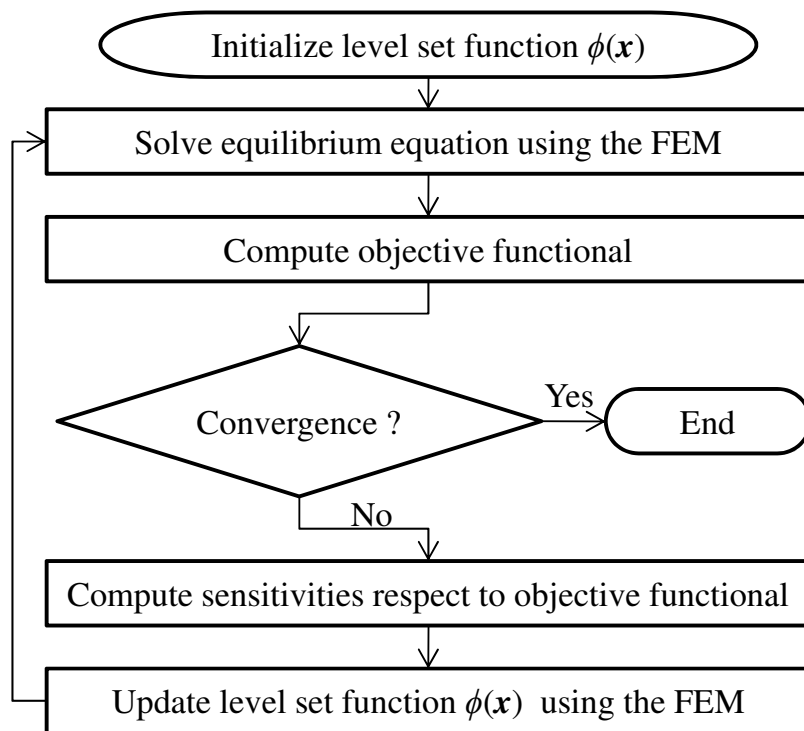 Initialize level set function ϕ(x)
Solve equilibrium equation using the FEM
Compute objective functional
Convergence ?
Yes
End
No
Compute sensitivities respect to objective functional
Update level set function ϕ(x) using the FEM